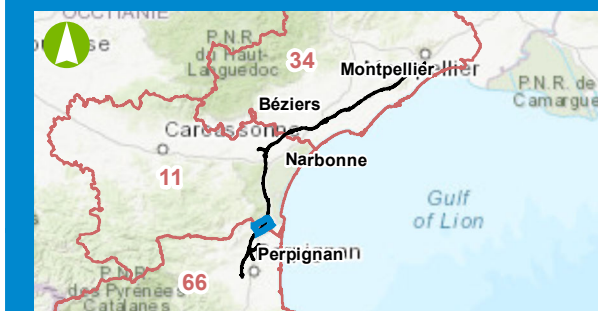 OCCITANIE
P.N.R.
du Haut-
Languedoc
34
Montpellier
P.N.R. de
Camargue
Béziers
Carcassonne
Narbonne
11
Gulf
of Lion
Perpignan
66
P.N.R.
des Pyrénées
Catalanes